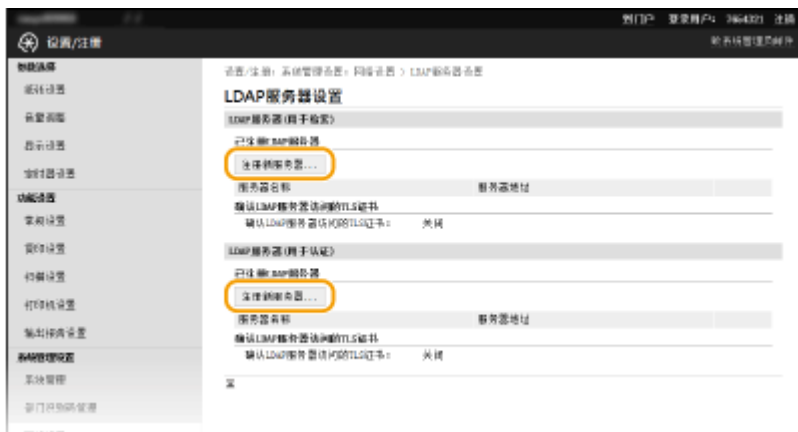 到门户 登录用户: 7654321 注销
设置/注册
给系统管理员邮件
设置/注册: 系统管理设置: 网络设置 > LDAP服务器设置
LDAP服务器设置
LDAP服务器(用于检索)
已注册LDAP服务器
注册新服务器...
服务器名称 服务器地址
确认LDAP服务器访问的TLS证书
确认LDAP服务器访问的TLS证书: 关闭
LDAP服务器(用于认证)
已注册LDAP服务器
注册新服务器...
服务器名称 服务器地址
确认LDAP服务器访问的TLS证书
确认LDAP服务器访问的TLS证书: 关闭
参数选择
纸张设置
音量调整
显示设置
定时器设置
功能设置
常规设置
复印设置
扫描设置
打印机设置
输出报告设置
系统管理设置
系统管理
部门识别码管理